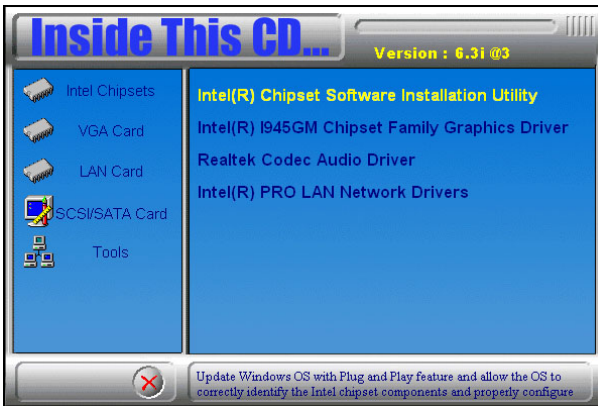 Inside This CD...
Version : 6.3i @3
Intel Chipsets
VGA Card
LAN Card
SCSI/SATA Card
Tools
Intel(R) Chipset Software Installation Utility
Intel(R) I945GM Chipset Family Graphics Driver
Realtek Codec Audio Driver
Intel(R) PRO LAN Network Drivers
Update Windows OS with Plug and Play feature and allow the OS to
correctly identify the Intel chipset components and properly configure